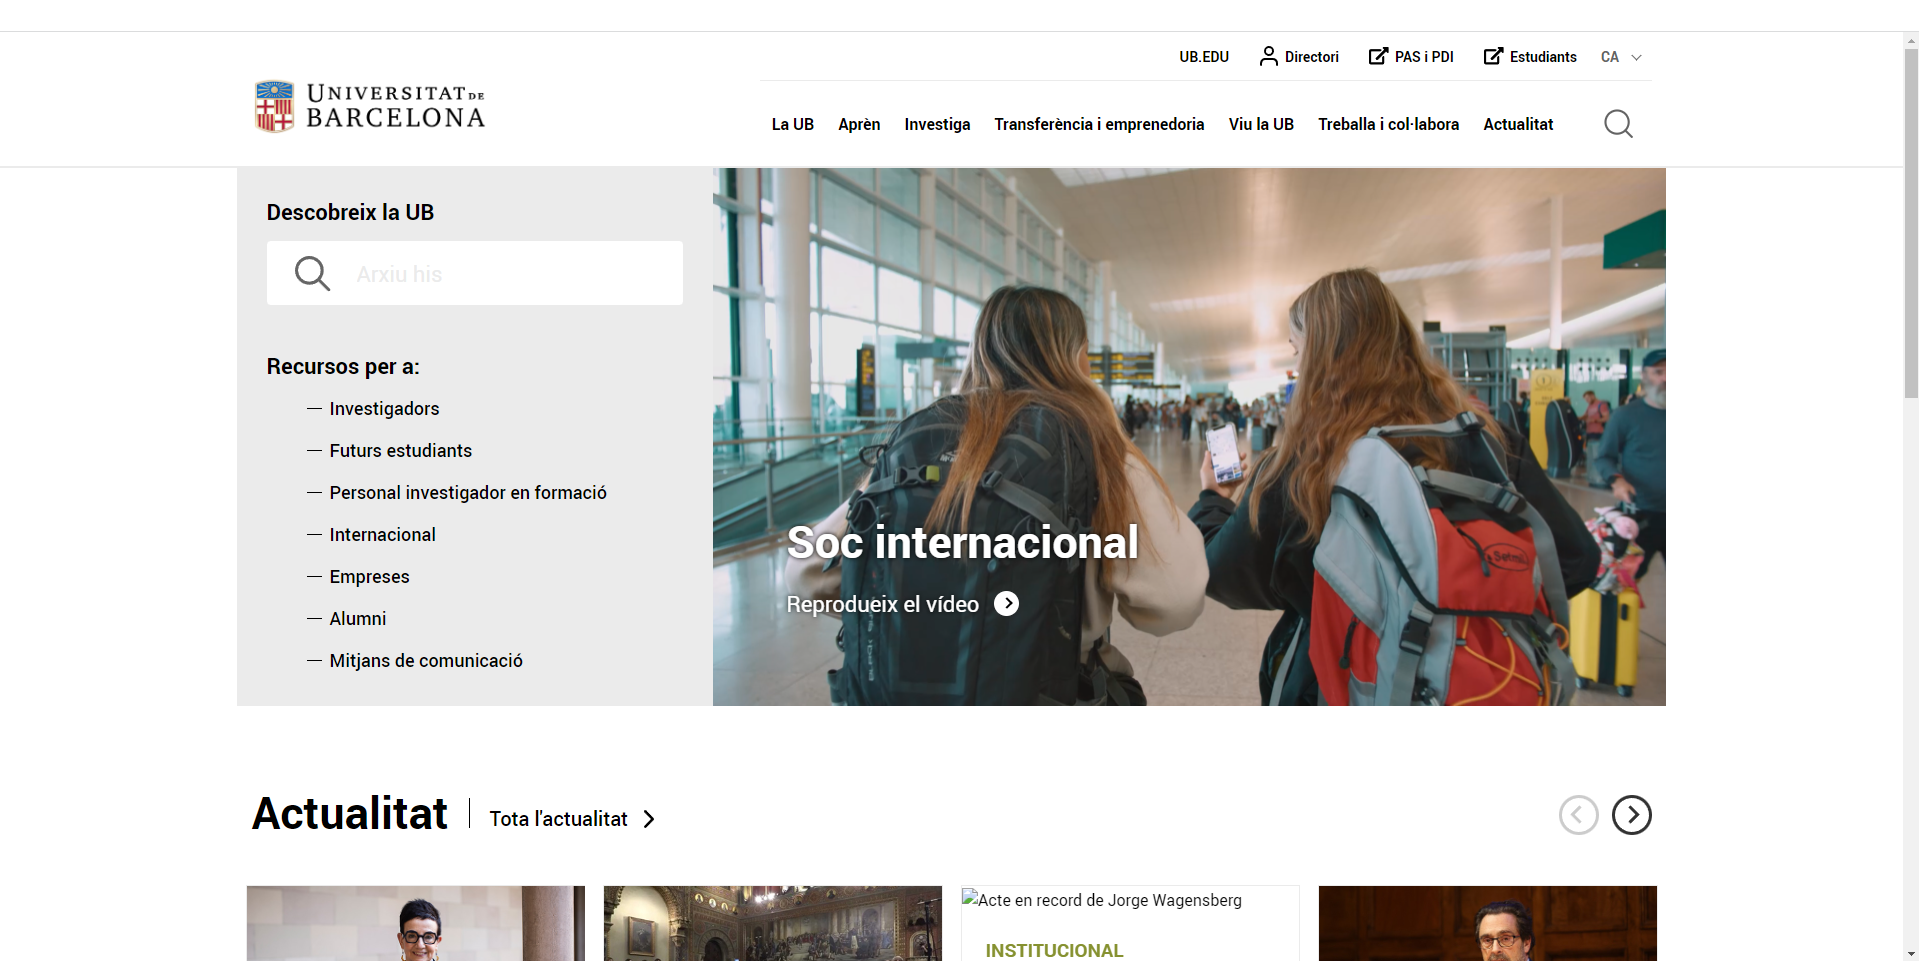 UB.EDU
Directori
PAS i PDI
Estudiants
CA
UNIVERSITAT DE
BARCELONA
La UB
Aprèn
Investiga
Transferència i emprenedoria
Viu la UB
Treballa i col·labora
Actualitat
Descobreix la UB
Arxiu his
Recursos per a:
— Investigadors
— Futurs estudiants
— Personal investigador en formació
— Internacional
— Empreses
— Alumni
— Mitjans de comunicació
Soc internacional
Reprodueix el vídeo
Actualitat
Tota l'actualitat
Acte en record de Jorge Wagensberg
INSTITUCIONAL